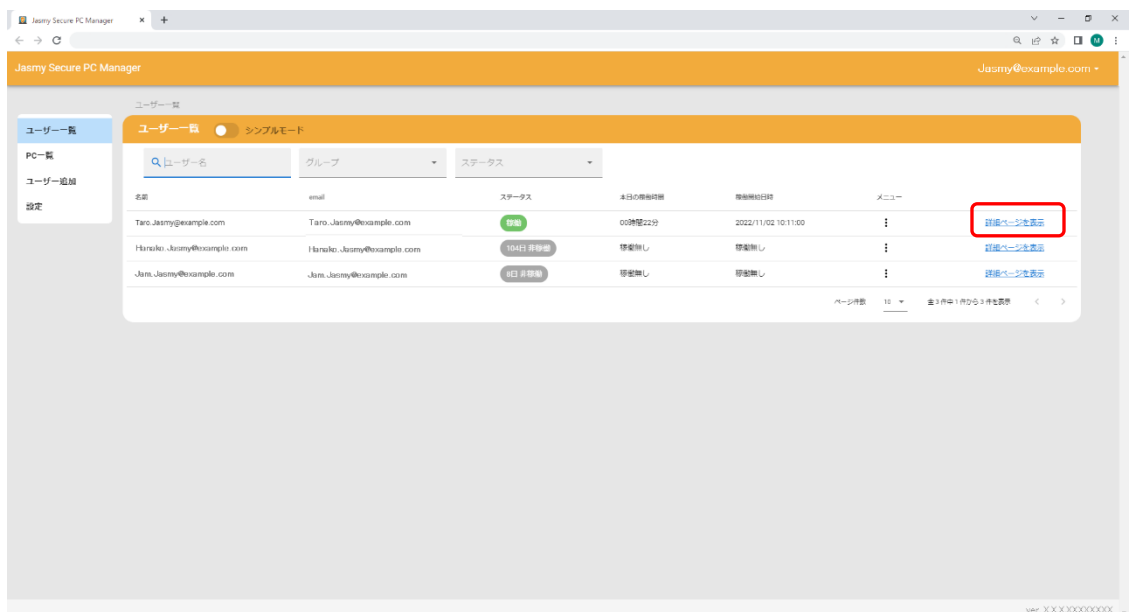 Jasmy Secure PC Manager
M
Jasmy Secure PC Manager
Jasmy@example.com
ユーザー一覧
ユーザー一覧
PC一覧
ユーザー追加
設定
ユーザー一覧 シンプルモード
ユーザー名 グループ ステータス
名前 email ステータス 本日の稼働時間 稼働開始日時 メニュー
Taro.Jasmy@example.com Taro.Jasmy@example.com 稼働 00時間22分 2022/11/02 10:11:00 詳細ページを表示
Hanako.Jasmy@example.com Hanako.Jasmy@example.com 104日 非稼働 稼働無し 稼働無し 詳細ページを表示
Jam.Jasmy@example.com Jam.Jasmy@example.com 非稼働 稼働無し 稼働無し 詳細ページを表示
ページ件数 10 全3件中1件から3件を表示